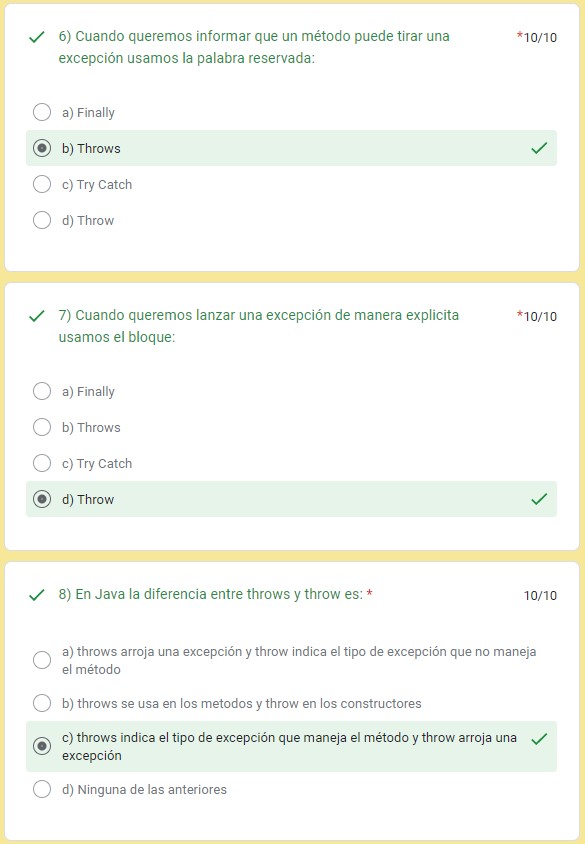 6) Cuando queremos informar que un método puede tirar una
excepción usamos la palabra reservada:
*10/10
a) Finally
b) Throws
c) Try Catch
d) Throw
7) Cuando queremos lanzar una excepción de manera explicita
usamos el bloque:
*10/10
a) Finally
b) Throws
c) Try Catch
d) Throw
8) En Java la diferencia entre throws y throw es: *
10/10
a) throws arroja una excepción y throw indica el tipo de excepción que no maneja
el método
b) throws se usa en los metodos y throw en los constructores
c) throws indica el tipo de excepción que maneja el método y throw arroja una
excepción
d) Ninguna de las anteriores